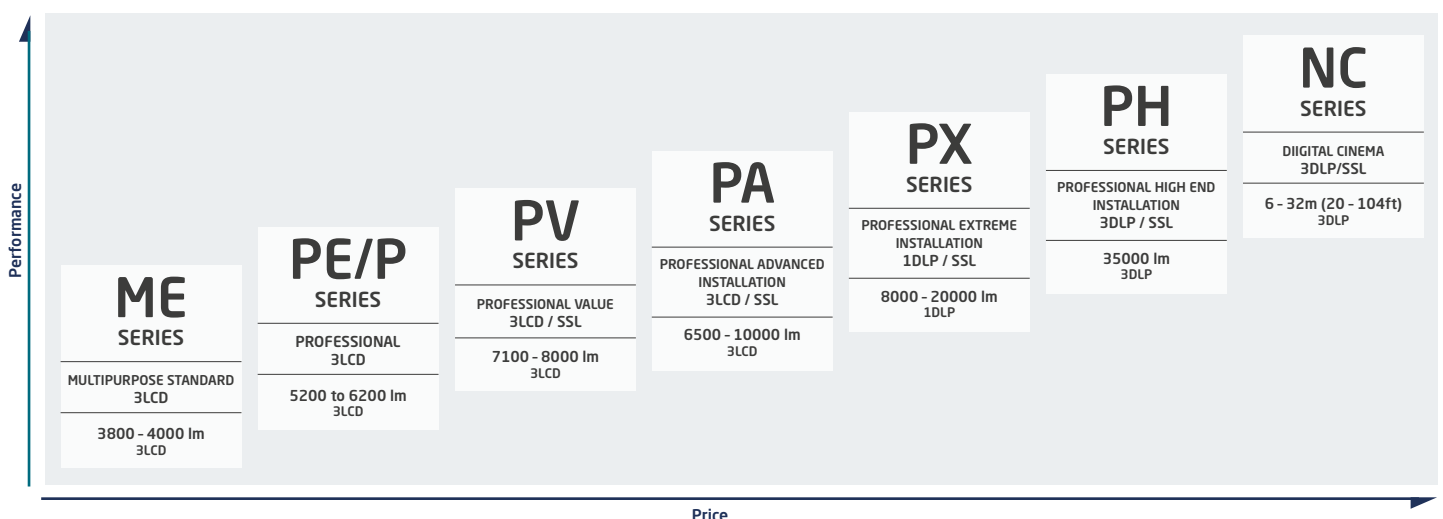 Performance
ME
SERIES
MULTIPURPOSE STANDARD
3LCD
3800 – 4000 lm
3LCD
PE/P
SERIES
PROFESSIONAL
3LCD
5200 to 6200 lm
3LCD
PV
SERIES
PROFESSIONAL VALUE
3LCD / SSL
7100 – 8000 lm
3LCD
PA
SERIES
PROFESSIONAL ADVANCED
INSTALLATION
3LCD / SSL
6500 – 10000 lm
3LCD
PX
SERIES
PROFESSIONAL EXTREME
INSTALLATION
1DLP / SSL
8000 – 20000 lm
1DLP
PH
SERIES
PROFESSIONAL HIGH END
INSTALLATION
3DLP / SSL
35000 lm
3DLP
NC
SERIES
DIIGITAL CINEMA
3DLP/SSL
6 – 32m (20 – 104ft)
3DLP
Price